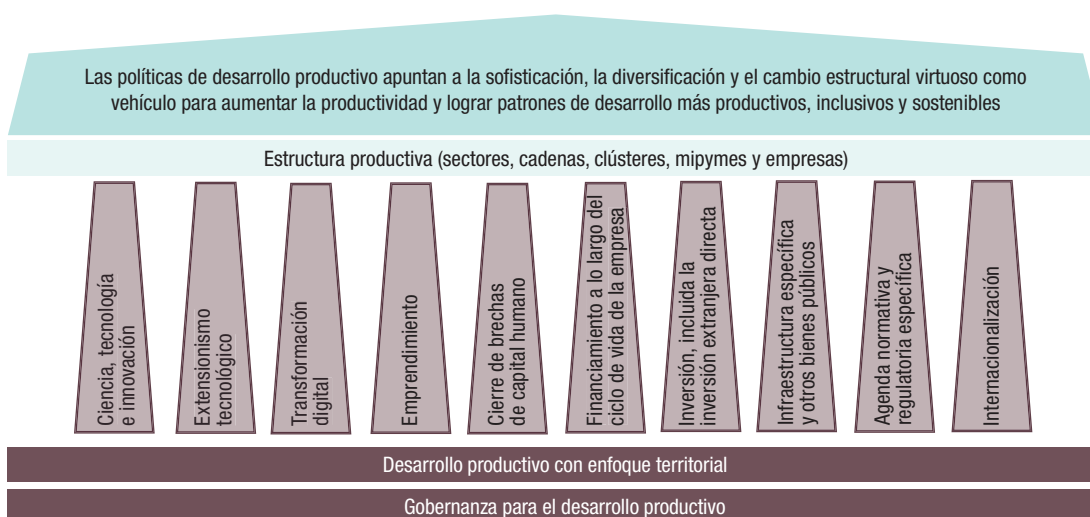 Las políticas de desarrollo productivo apuntan a la sofisticación, la diversificación y el cambio estructural virtuoso como
vehículo para aumentar la productividad y lograr patrones de desarrollo más productivos, inclusivos y sostenibles
Estructura productiva (sectores, cadenas, clústeres, mipymes y empresas)
Ciencia, tecnología
e innovación
Extensionismo
tecnológico
Transformación
digital
Emprendimiento
Cierre de brechas
de capital humano
Financiamiento a lo largo del
ciclo de vida de la empresa
Inversión, incluida la
inversión extranjera directa
Infraestructura específica
y otros bienes públicos
Agenda normativa y
regulatoria específica
Internacionalización
Desarrollo productivo con enfoque territorial
Gobernanza para el desarrollo productivo